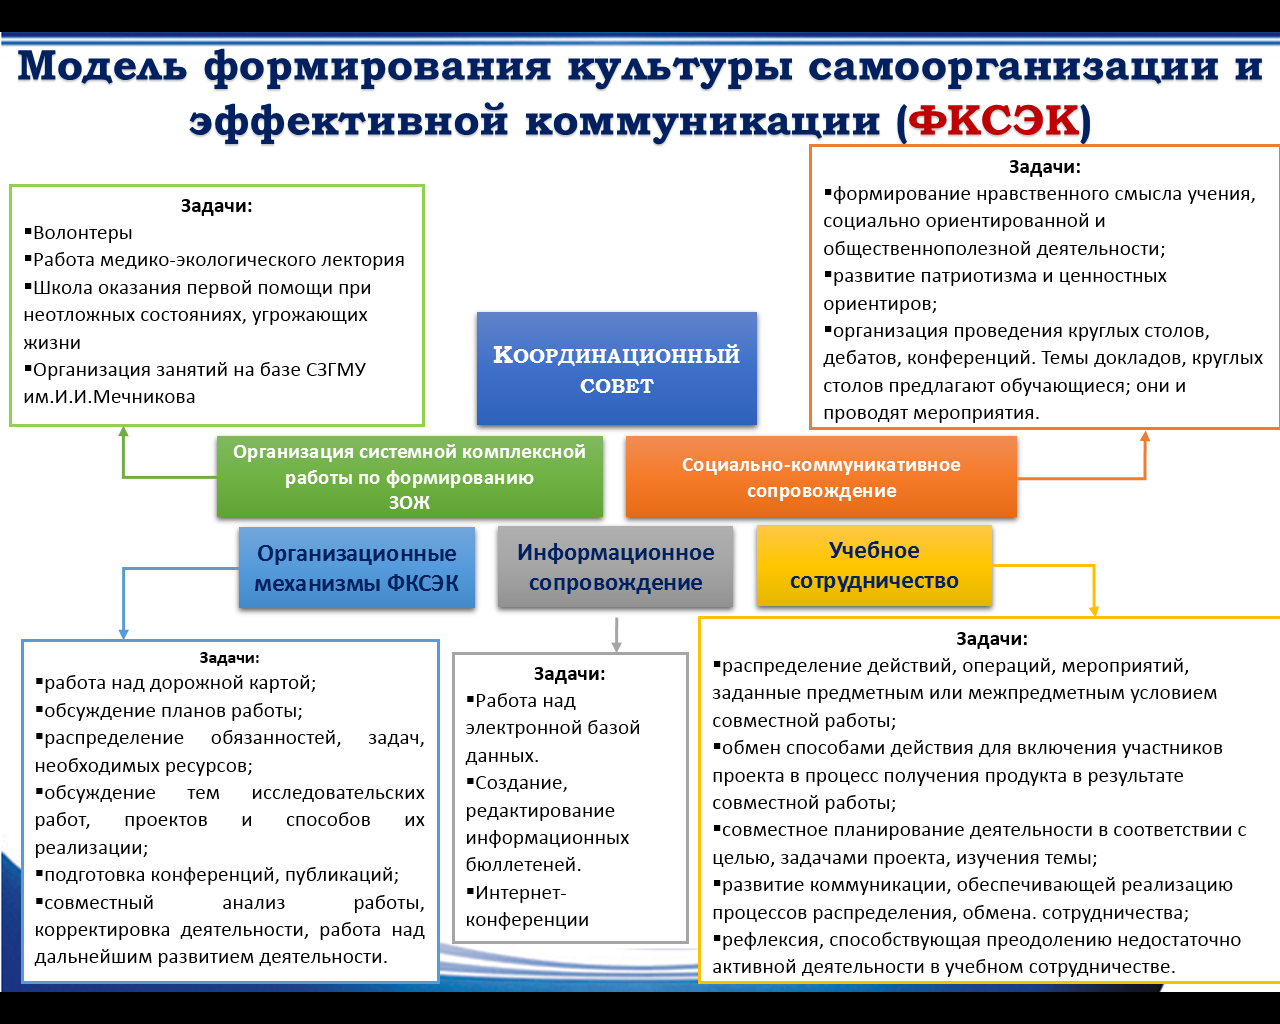 Модель формирования культуры самоорганизации и
эффективной коммуникации (ФКСЭК)
Задачи:
▪Волонтеры
▪Работа медико-экологического лектория
▪Школа оказания первой помощи при
неотложных состояниях, угрожающих
жизни
▪Организация занятий на базе СЗГМУ
им.И.И.Мечникова
Задачи:
▪формирование нравственного смысла учения,
социально ориентированной и
общественнополезной деятельности;
▪развитие патриотизма и ценностных
ориентиров;
▪организация проведения круглых столов,
дебатов, конференций. Темы докладов, круглых
столов предлагают обучающиеся; они и
проводят мероприятия.
Координационный
совет
Организация системной комплексной
работы по формированию
ЗОЖ
Социально-коммуникативное
сопровождение
Организационные
механизмы ФКСЭК
Информационное
сопровождение
Учебное
сотрудничество
Задачи:
▪работа над дорожной картой;
▪обсуждение планов работы;
▪распределение обязанностей, задач,
необходимых ресурсов;
▪обсуждение тем исследовательских
работ, проектов и способов их
реализации;
▪подготовка конференций, публикаций;
▪совместный анализ работы,
корректировка деятельности, работа над
дальнейшим развитием деятельности.
Задачи:
▪Работа над
электронной базой
данных.
▪Создание,
редактирование
информационных
бюллетеней.
▪Интернет-
конференции
Задачи:
▪распределение действий, операций, мероприятий,
заданные предметным или межпредметным условием
совместной работы;
▪обмен способами действия для включения участников
проекта в процесс получения продукта в результате
совместной работы;
▪совместное планирование деятельности в соответствии с
целью, задачами проекта, изучения темы;
▪развитие коммуникации, обеспечивающей реализацию
процессов распределения, обмена. сотрудничества;
▪рефлексия, способствующая преодолению недостаточно
активной деятельности в учебном сотрудничестве.